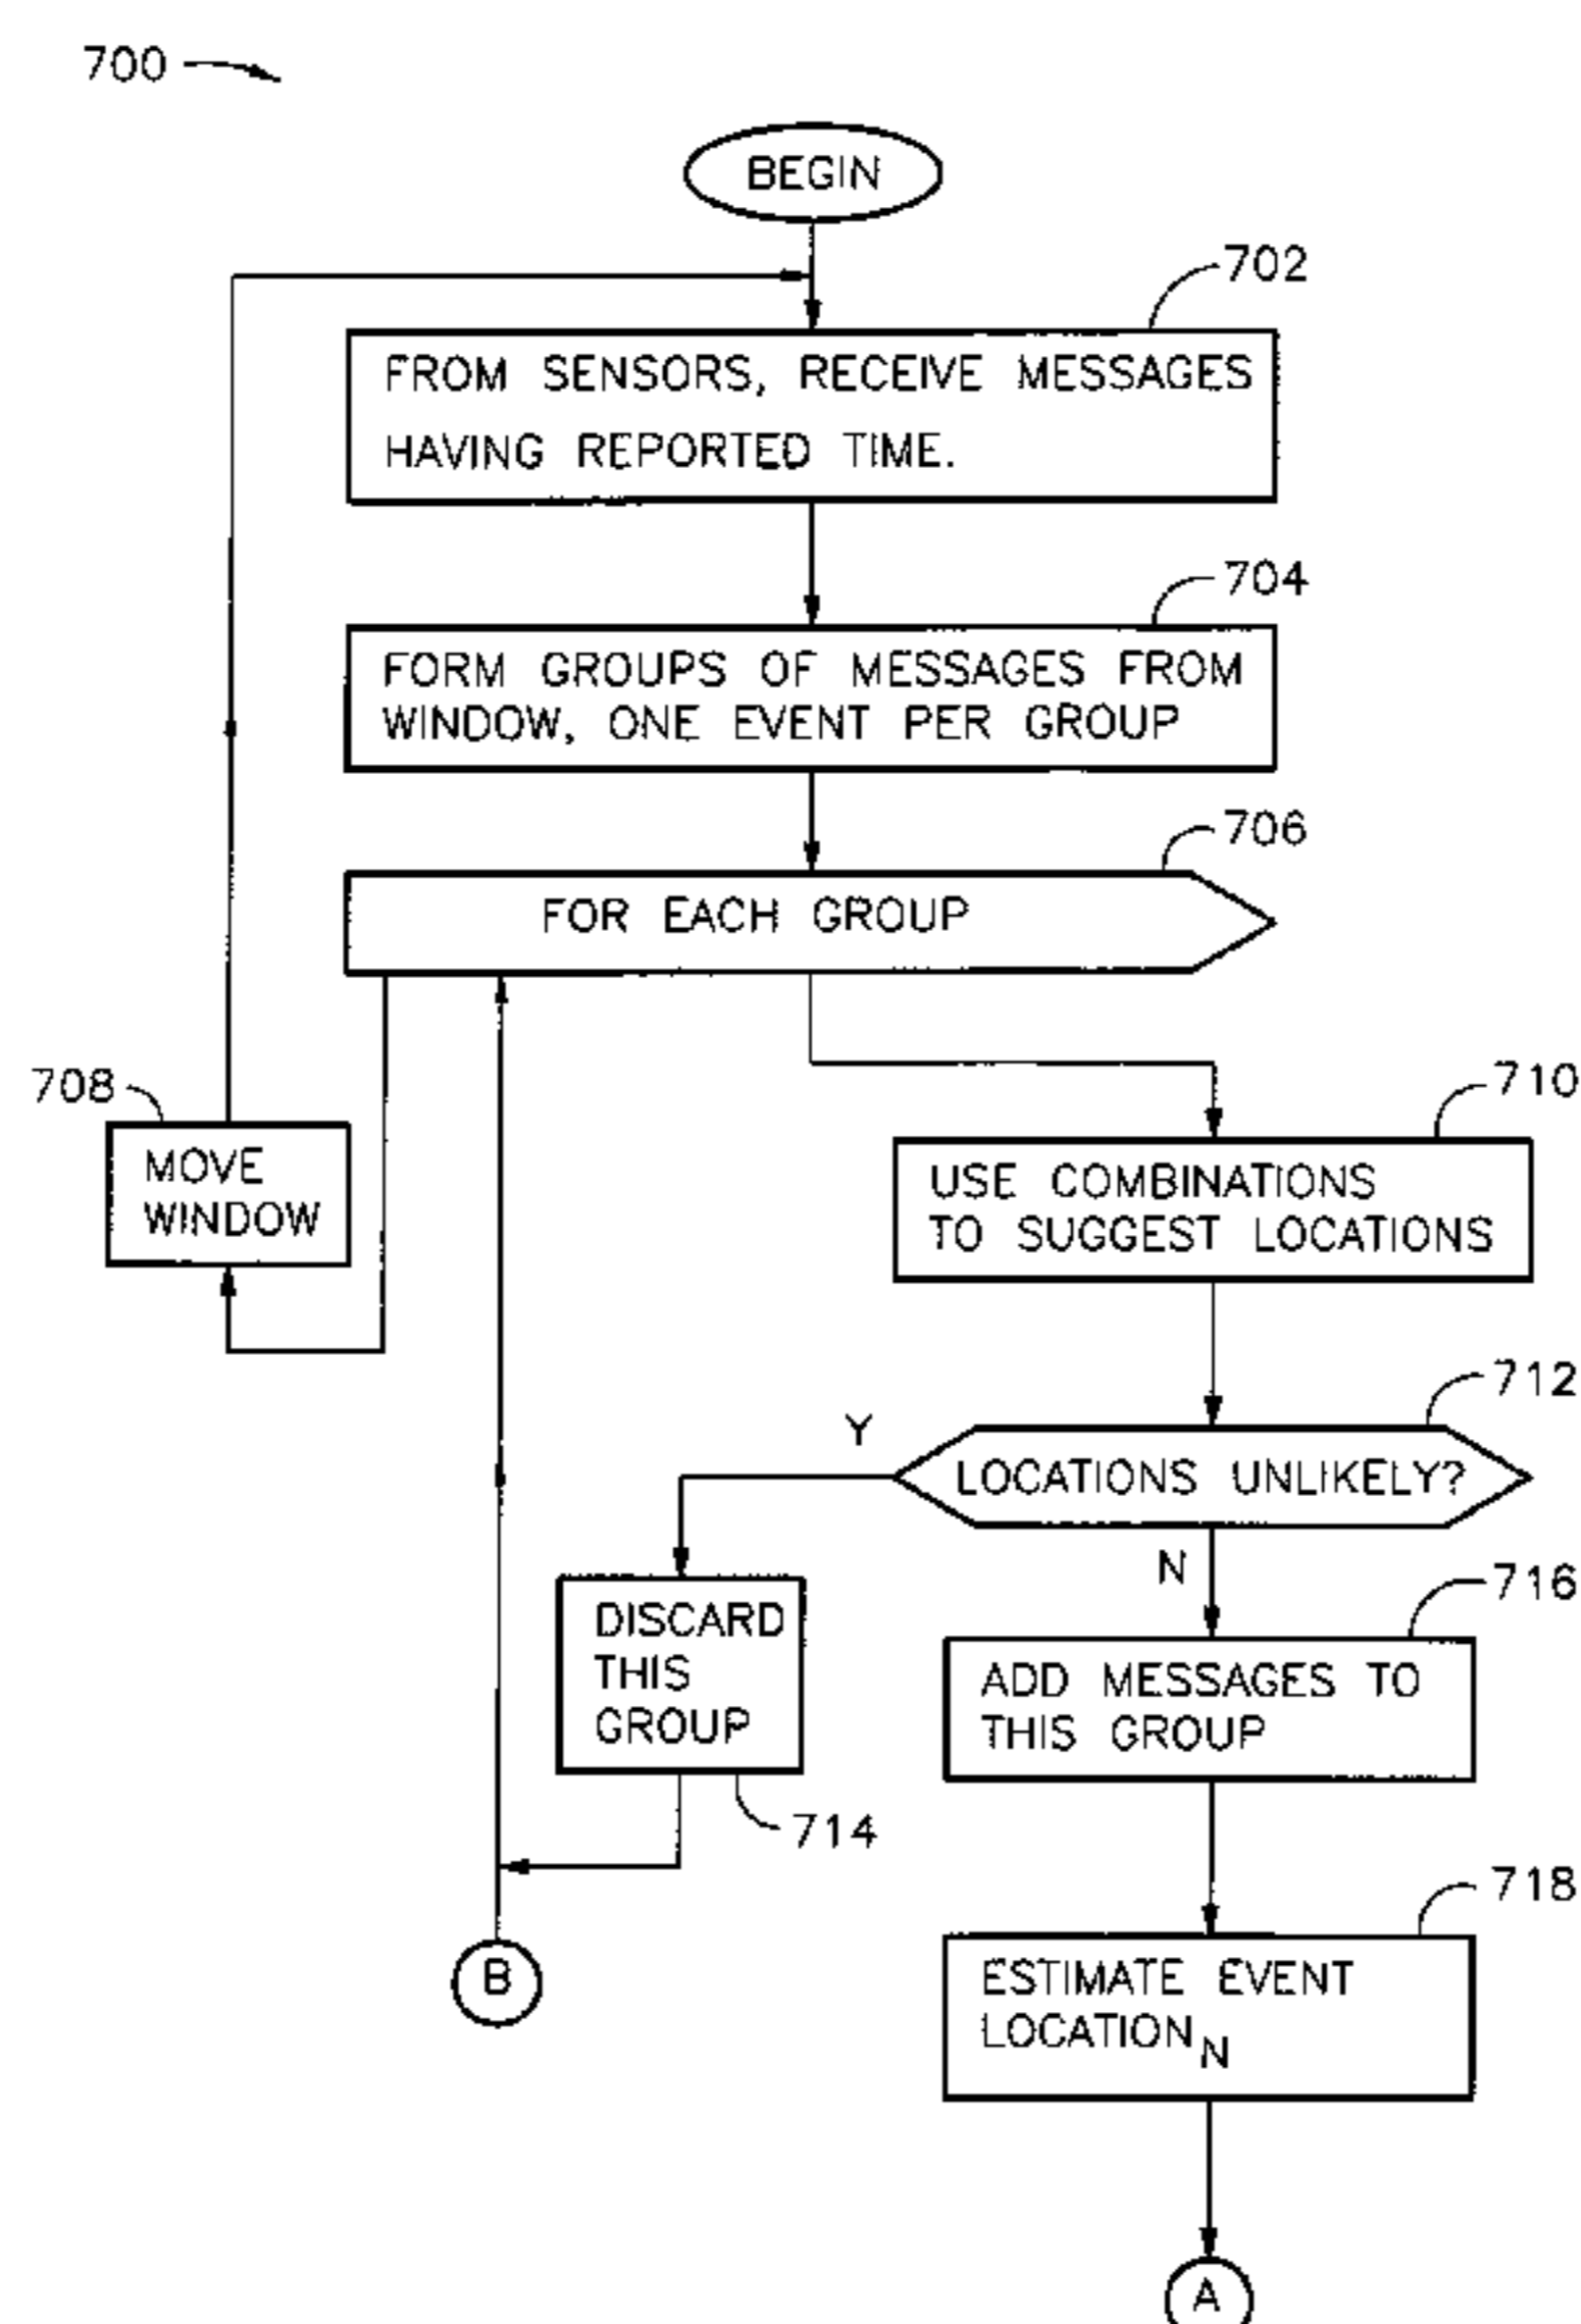 700
BEGIN
702
FROM SENSORS, RECEIVE MESSAGES
HAVING REPORTED TIME.
704
FORM GROUPS OF MESSAGES FROM
WINDOW, ONE EVENT PER GROUP
706
FOR EACH GROUP
708
MOVE
WINDOW
710
USE COMBINATIONS
TO SUGGEST LOCATIONS
712
Y
LOCATIONS UNLIKELY?
N
716
DISCARD
THIS
GROUP
ADD MESSAGES TO
THIS GROUP
714
718
B
ESTIMATE EVENT
LOCATION N
A